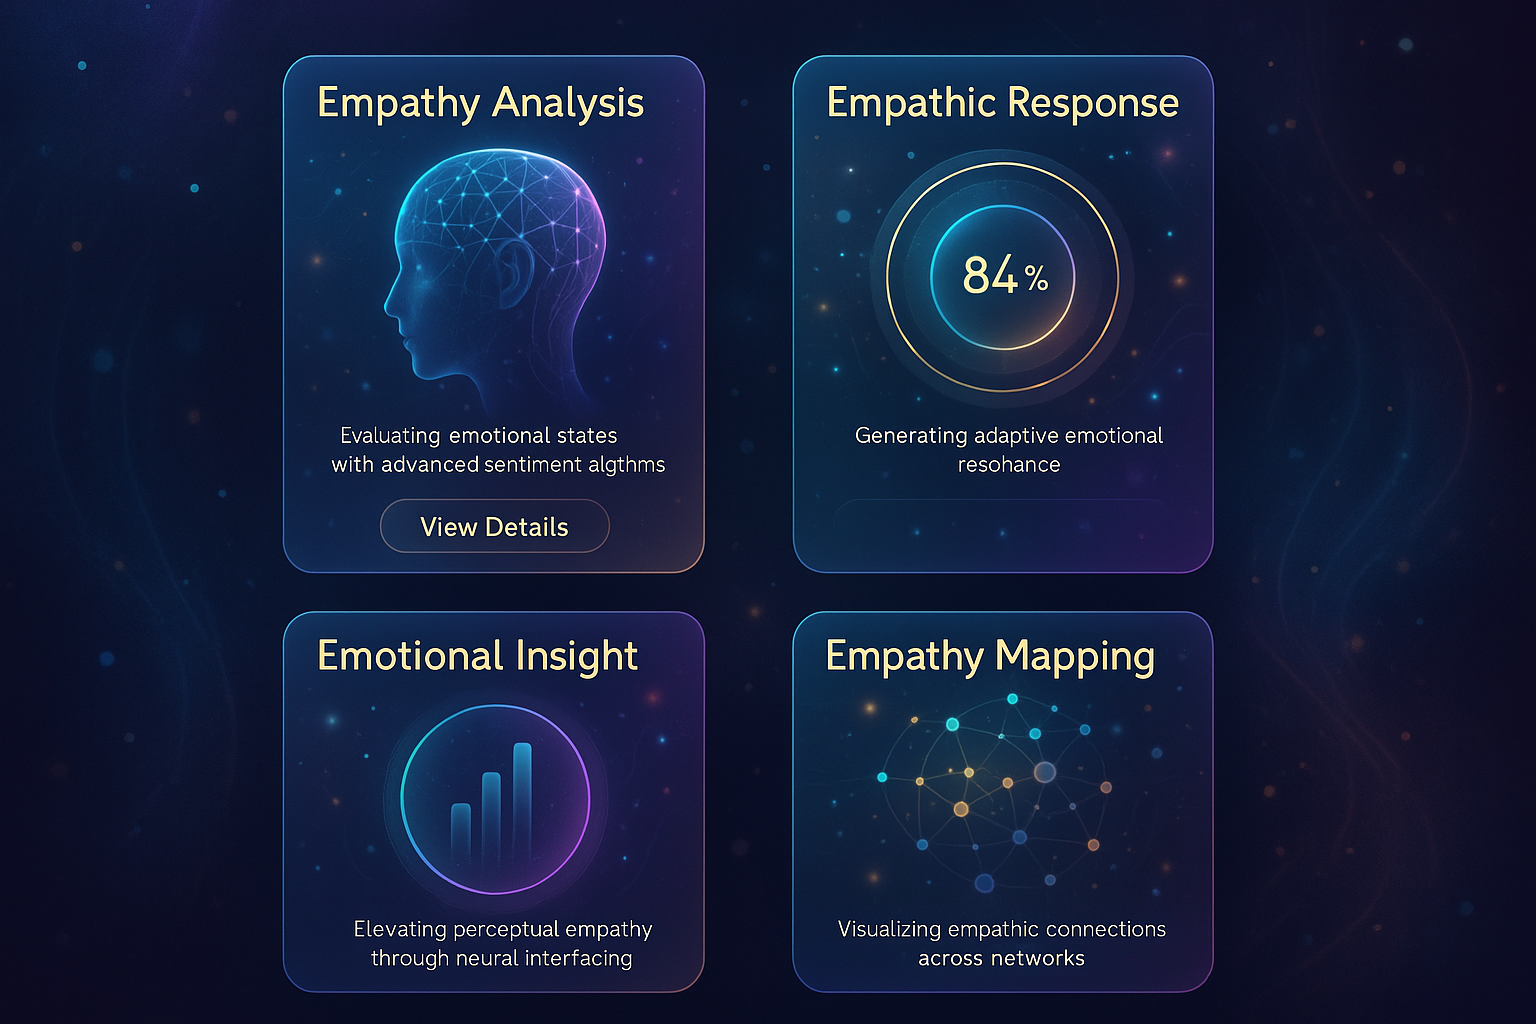 Empathy Analysis
Evaluating emotional states
with advanced sentiment algthms
View Details
Empathic Response
84%
Generating adaptive emotional
resohance
Emotional Insight
Elevating perceptual empathy
through neural interfacing
Empathy Mapping
Visualizing empathic connections
across networks